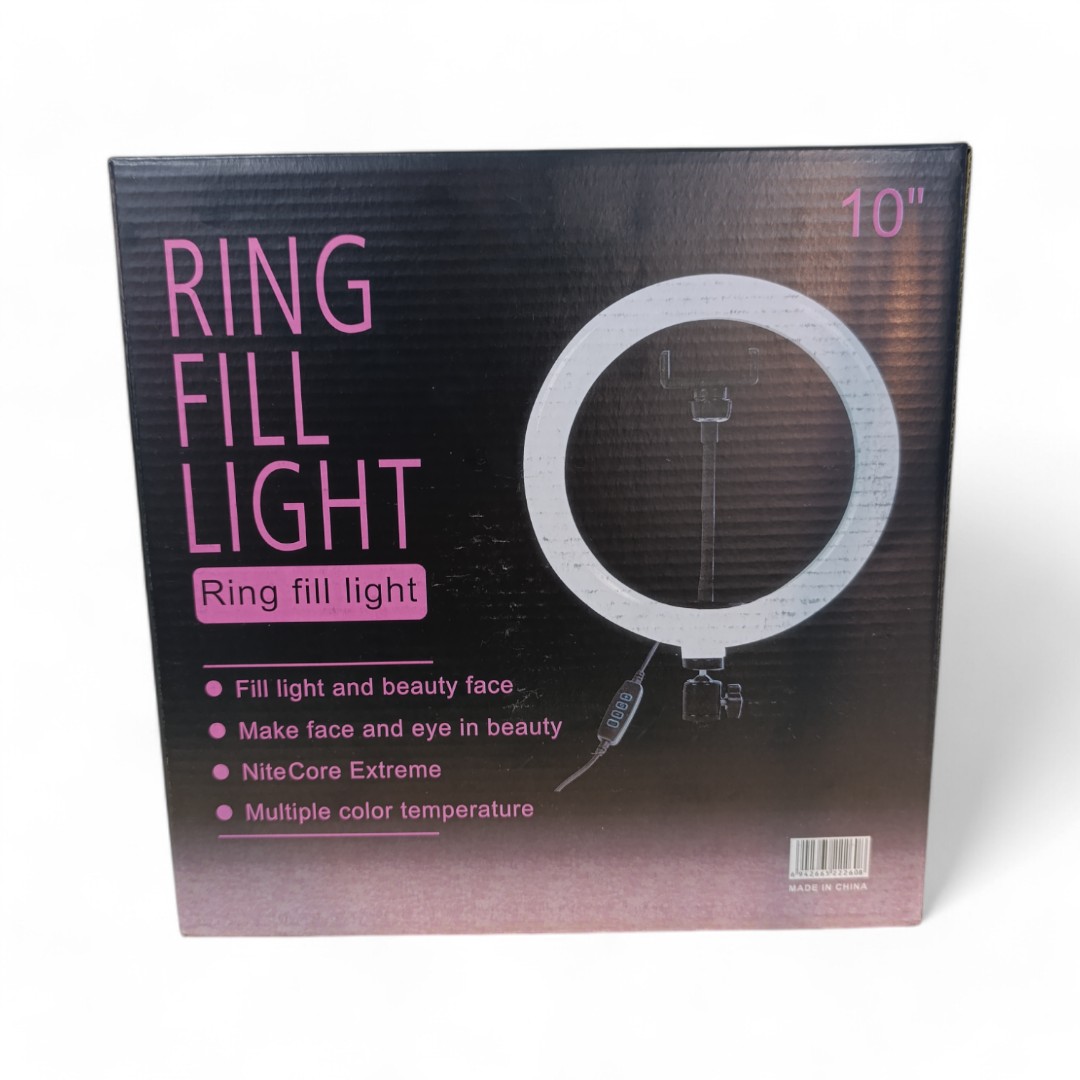 10"
RING
FILL
LIGHT
Ring fill light
Fill light and beauty face
Make face and eye in beauty
NiteCore Extreme
Multiple color temperature
MADE IN CHINA